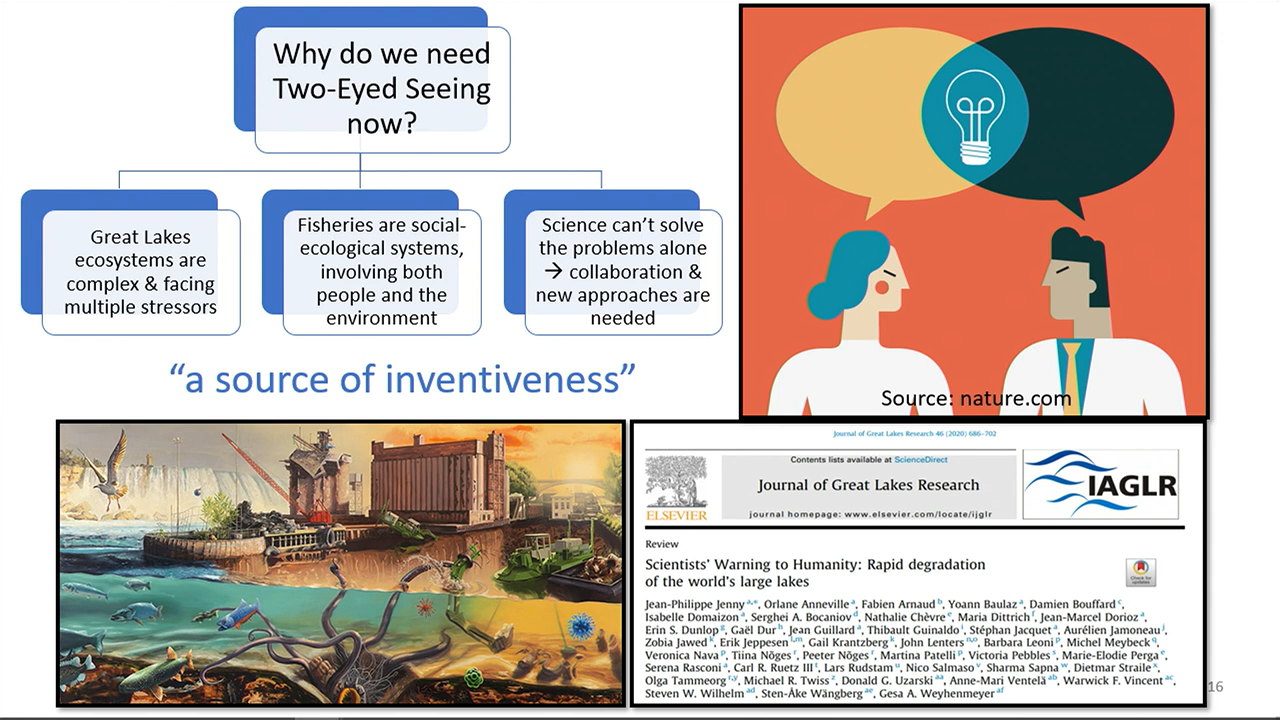 Why do we need
Two-Eyed Seeing
now?
Great Lakes
ecosystems are
complex & facing
multiple stressors
Fisheries are social-
ecological systems,
involving both
people and the
environment
Science can't solve
the problems alone
→ collaboration &
new approaches are
needed
“a source of inventiveness”
Source: nature.com
Journal of Great Lakes Research 46 (2020) 686–702
Contents lists available at ScienceDirect
Journal of Great Lakes Research
journal homepage: www.elsevier.com/locate/ijglr
ELSEVIER
IAGLR
Review
Scientists' Warning to Humanity: Rapid degradation
of the world's large lakes
Check for
updates
Jean-Philippe Jenny a,*, Orlane Anneville a, Fabien Arnaud b, Yoann Baulaz a, Damien Bouffard c,
Isabelle Domaizon a, Serghei A. Bocaniov d, Nathalie Chèvre e, Maria Dittrich f, Jean-Marcel Dorioz a,
Erin S. Dunlop g, Gaël Dur h, Jean Guillard a, Thibault Guinaldo i, Stéphan Jacquet a, Aurélien Jamoneau j,
Zobia Jawed k, Erik Jeppesen l,m, Gail Krantzberg k, John Lenters n,o, Barbara Leoni p, Michel Meybeck q,
Veronica Nava p, Tiina Nõges r, Peeter Nõges r, Martina Patelli p, Victoria Pebbles s, Marie-Elodie Perga e,
Serena Rasconi a, Carl R. Ruetz III t, Lars Rudstam u, Nico Salmaso v, Sharma Sapna w, Dietmar Straile x,
Olga Tammeorg r,y, Michael R. Twiss z, Donald G. Uzarski aa, Anne-Mari Ventelä ab, Warwick F. Vincent ac,
Steven W. Wilhelm ad, Sten-Åke Wängberg ae, Gesa A. Weyhenmeyer af
16